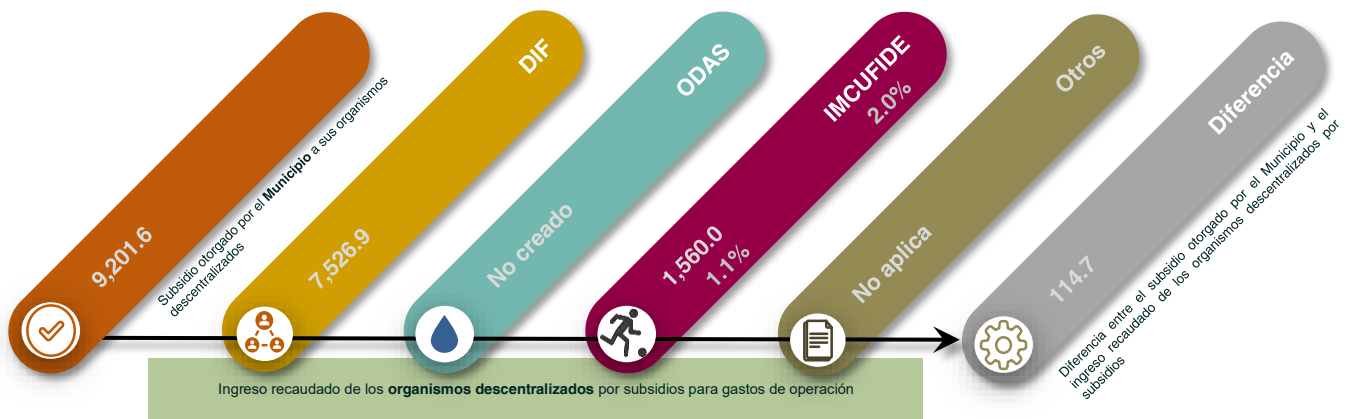 9,201.6
Subsidio otorgado por el Municipio a sus organismos
descentralizados
DIF
7,526.9
ODAS
No creado
IMCUFIDE
2.0%
1,560.0
1.1%
Otros
No aplica
Diferencia
114.7
Diferencia entre el subsidio otorgado por el Municipio y el
ingreso recaudado de los organismos descentralizados por
subsidios
Ingreso recaudado de los organismos descentralizados por subsidios para gastos de operación